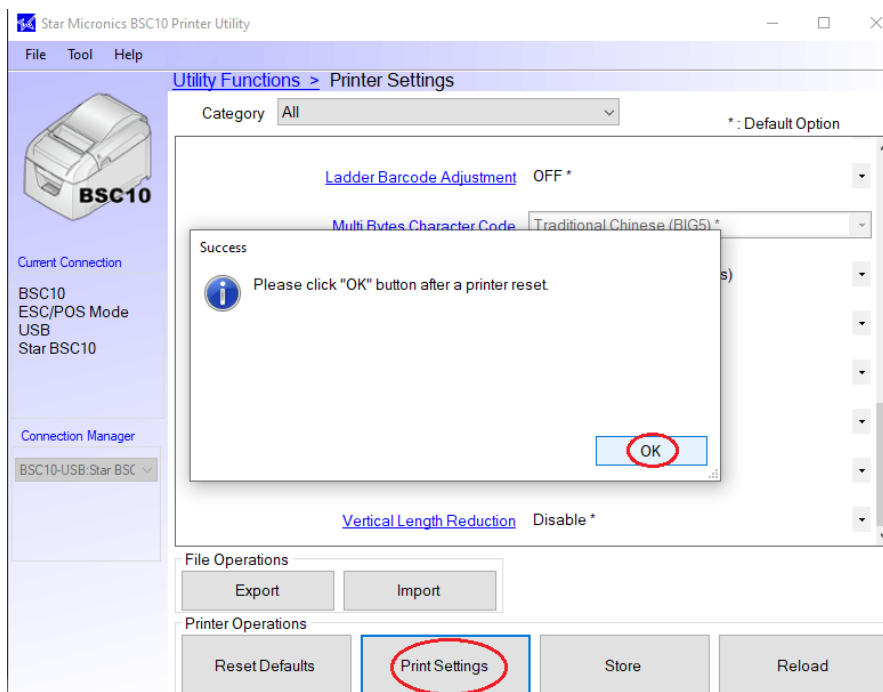 Star Micronics BSC10 Printer Utility
File Tool Help
Utility Functions > Printer Settings
Category All
* : Default Option
BSC10
Ladder Barcode Adjustment OFF *
Multi Bytes Character Code Traditional Chinese (BIG5) *
Success
Please click "OK" button after a printer reset.
s)
OK
Current Connection
BSC10
ESC/POS Mode
USB
Star BSC10
Connection Manager
BSC10-USB:Star BSC
Vertical Length Reduction Disable *
File Operations
Export Import
Printer Operations
Reset Defaults Print Settings Store Reload